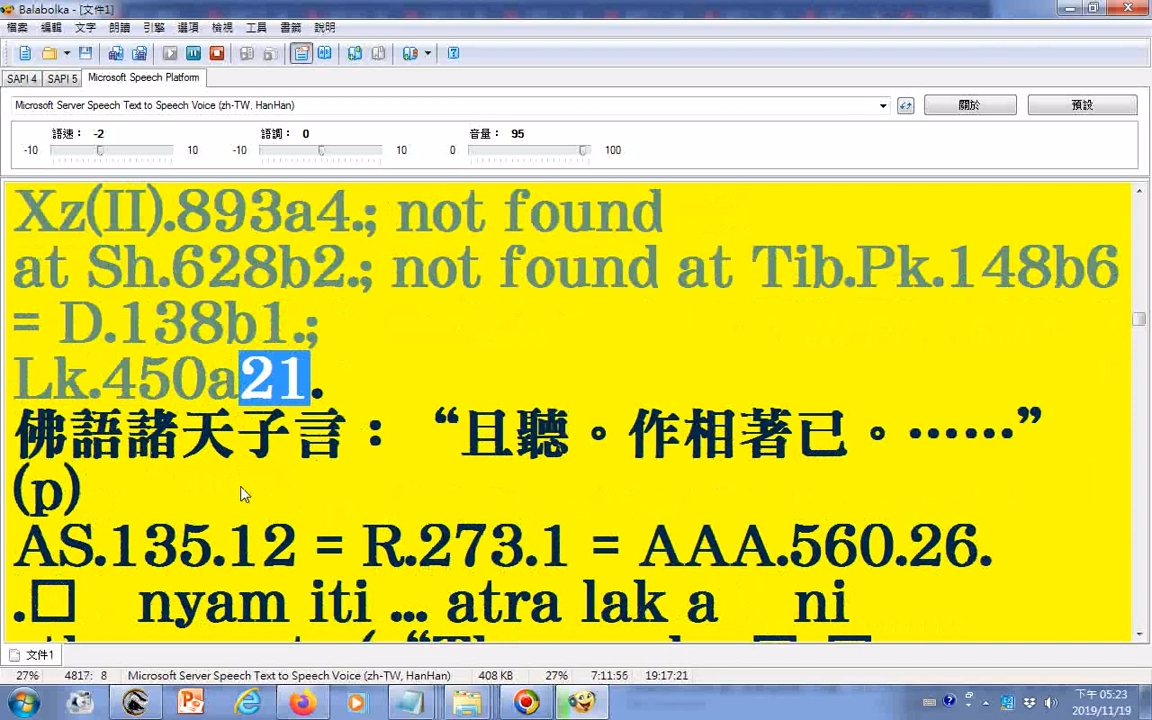 Balabolka - [文件1]
檔案 編輯 文字 朗讀 引擎 選項 檢視 工具 書籤 說明
SAPI 4 SAPI 5 Microsoft Speech Platform
Microsoft Server Speech Text to Speech Voice (zh-TW, HanHan) 關於 預設
語速： -2 語調： 0 音量： 95
-10 10 -10 10 0 100
Xz(II).893a4.; not found
at Sh.628b2.; not found at Tib.Pk.148b6
= D.138b1.;
Lk.450a21.
佛語諸天子言：“且聽。作相著已。……”
(p)
AS.135.12 = R.273.1 = AAA.560.26.
.□ nyam iti ... atra lak a ni
文件1
27% 4817: 8 Microsoft Server Speech Text to Speech Voice (zh-TW, HanHan) 408 KB 27% 7:11:56 19:17:21
下午 05:23
2019/11/19